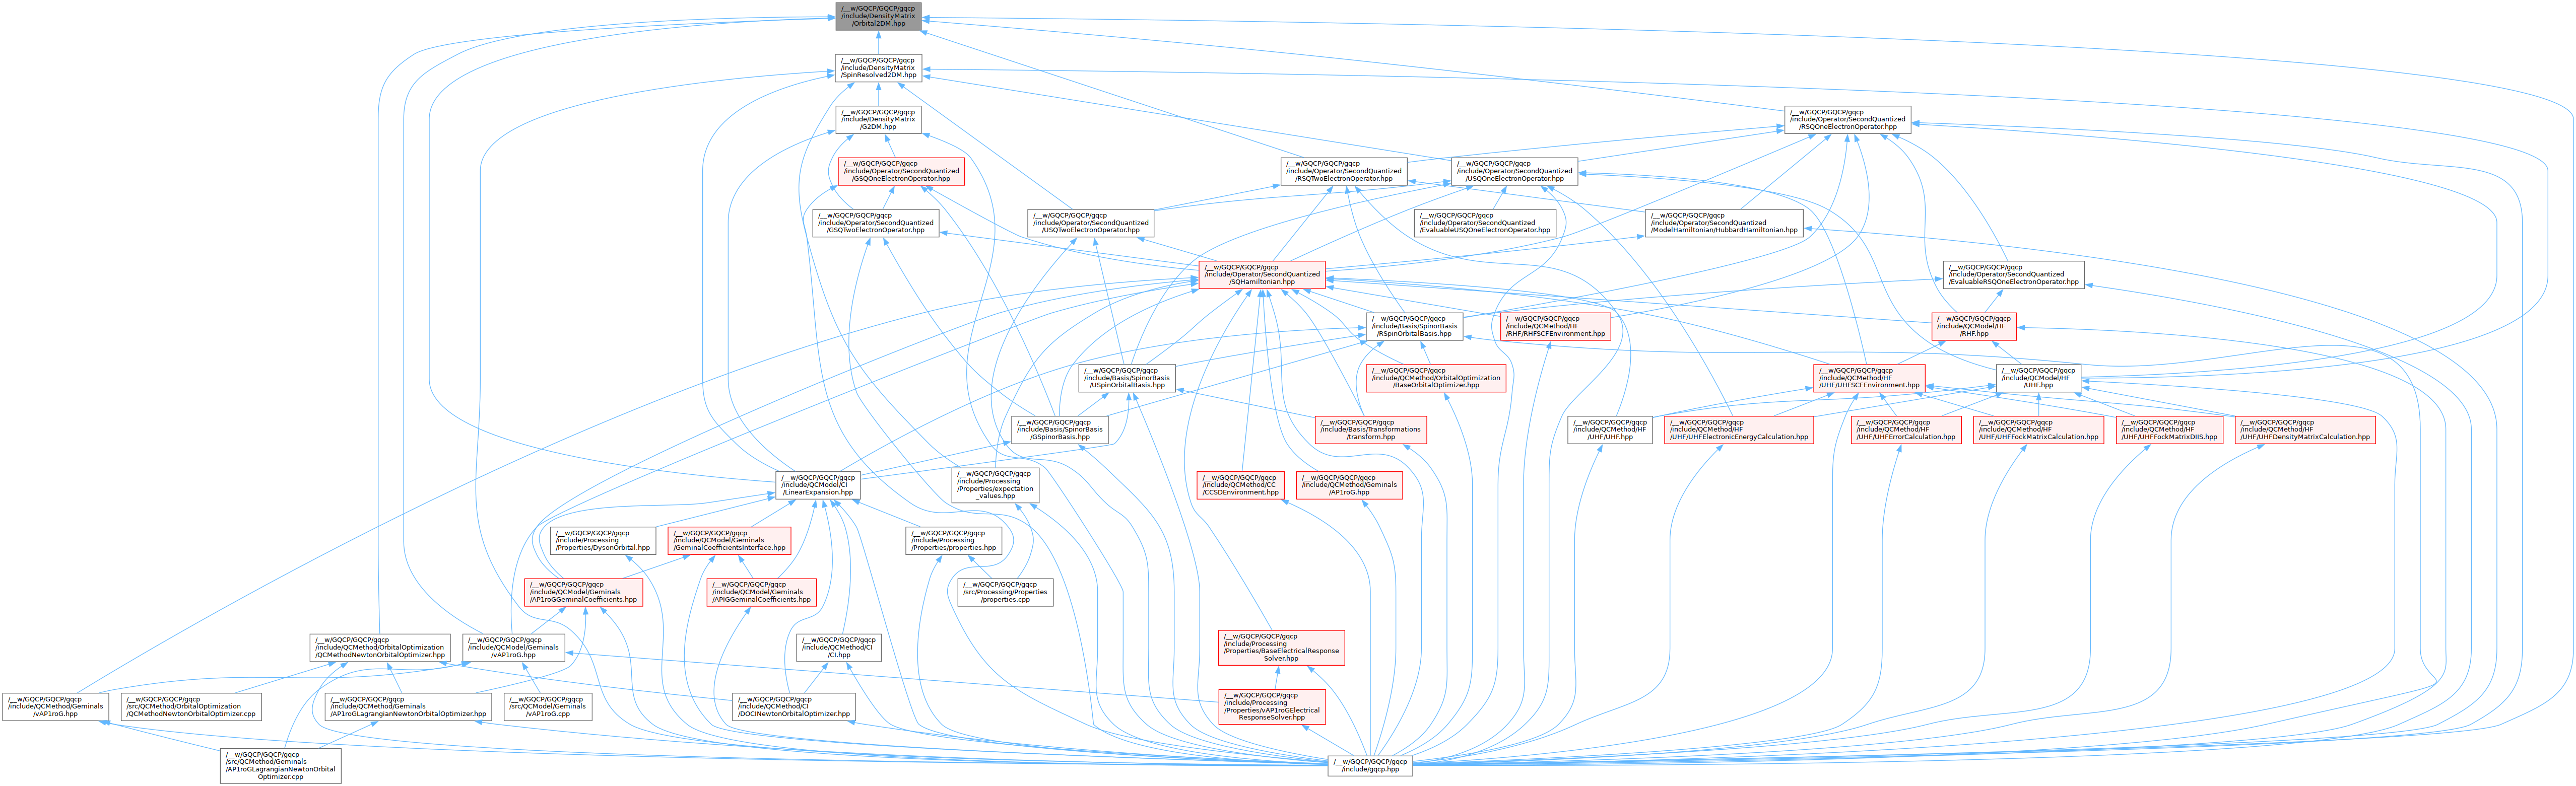 /__w/GQCP/GQCP/gqcp
/include/DensityMatrix
/Orbital2DM.hpp
/__w/GQCP/GQCP/gqcp
/include/DensityMatrix
/SpinResolved2DM.hpp
/__w/GQCP/GQCP/gqcp
/include/DensityMatrix
/G2DM.hpp
/__w/GQCP/GQCP/gqcp
/include/Operator/SecondQuantized
/RSQOneElectronOperator.hpp
/__w/GQCP/GQCP/gqcp
/include/Operator/SecondQuantized
/GSQOneElectronOperator.hpp
/__w/GQCP/GQCP/gqcp
/include/Operator/SecondQuantized
/RSQTwoElectronOperator.hpp
/__w/GQCP/GQCP/gqcp
/include/Operator/SecondQuantized
/USQOneElectronOperator.hpp
/__w/GQCP/GQCP/gqcp
/include/Operator/SecondQuantized
/GSQTwoElectronOperator.hpp
/__w/GQCP/GQCP/gqcp
/include/Operator/SecondQuantized
/USQTwoElectronOperator.hpp
/__w/GQCP/GQCP/gqcp
/include/Operator/SecondQuantized
/EvaluableUSQOneElectronOperator.hpp
/__w/GQCP/GQCP/gqcp
/include/Operator/SecondQuantized
/ModelHamiltonian/HubbardHamiltonian.hpp
/__w/GQCP/GQCP/gqcp
/include/Operator/SecondQuantized
/SQHamiltonian.hpp
/__w/GQCP/GQCP/gqcp
/include/Operator/SecondQuantized
/EvaluableRSQOneElectronOperator.hpp
/__w/GQCP/GQCP/gqcp
/include/Basis/SpinorBasis
/RSpinOrbitalBasis.hpp
/__w/GQCP/GQCP/gqcp
/include/QCMethod/HF
/RHF/RHFSCFEnvironment.hpp
/__w/GQCP/GQCP/gqcp
/include/QCModel/HF
/RHF.hpp
/__w/GQCP/GQCP/gqcp
/include/Basis/SpinorBasis
/USpinOrbitalBasis.hpp
/__w/GQCP/GQCP/gqcp
/include/QCMethod/OrbitalOptimization
/BaseOrbitalOptimizer.hpp
/__w/GQCP/GQCP/gqcp
/include/QCMethod/HF
/UHF/UHFSCFEnvironment.hpp
/__w/GQCP/GQCP/gqcp
/include/QCModel/HF
/UHF.hpp
/__w/GQCP/GQCP/gqcp
/include/Basis/SpinorBasis
/GSpinorBasis.hpp
/__w/GQCP/GQCP/gqcp
/include/Basis/Transformations
/transform.hpp
/__w/GQCP/GQCP/gqcp
/include/QCMethod/HF
/UHF/UHF.hpp
/__w/GQCP/GQCP/gqcp
/include/QCMethod/HF
/UHF/UHFElectronicEnergyCalculation.hpp
/__w/GQCP/GQCP/gqcp
/include/QCMethod/HF
/UHF/UHFErrorCalculation.hpp
/__w/GQCP/GQCP/gqcp
/include/QCMethod/HF
/UHF/UHFFockMatrixCalculation.hpp
/__w/GQCP/GQCP/gqcp
/include/QCMethod/HF
/UHF/UHFFockMatrixDIIS.hpp
/__w/GQCP/GQCP/gqcp
/include/QCMethod/HF
/UHF/UHFDensityMatrixCalculation.hpp
/__w/GQCP/GQCP/gqcp
/include/QCModel/CI
/LinearExpansion.hpp
/__w/GQCP/GQCP/gqcp
/include/Processing
/Properties/expectation
_values.hpp
/__w/GQCP/GQCP/gqcp
/include/QCMethod/CC
/CCSDEnvironment.hpp
/__w/GQCP/GQCP/gqcp
/include/QCMethod/Geminals
/AP1roG.hpp
/__w/GQCP/GQCP/gqcp
/include/Processing
/Properties/DysonOrbital.hpp
/__w/GQCP/GQCP/gqcp
/include/QCModel/Geminals
/GeminalCoefficientsInterface.hpp
/__w/GQCP/GQCP/gqcp
/include/Processing
/Properties/properties.hpp
/__w/GQCP/GQCP/gqcp
/include/QCModel/Geminals
/AP1roGGeminalCoefficients.hpp
/__w/GQCP/GQCP/gqcp
/include/QCModel/Geminals
/APIGGeminalCoefficients.hpp
/__w/GQCP/GQCP/gqcp
/src/Processing/Properties
/properties.cpp
/__w/GQCP/GQCP/gqcp
/include/QCMethod/OrbitalOptimization
/QCMethodNewtonOrbitalOptimizer.hpp
/__w/GQCP/GQCP/gqcp
/include/QCModel/Geminals
/vAP1roG.hpp
/__w/GQCP/GQCP/gqcp
/include/QCMethod/CI
/CI.hpp
/__w/GQCP/GQCP/gqcp
/include/Processing
/Properties/BaseElectricalResponse
Solver.hpp
/__w/GQCP/GQCP/gqcp
/include/QCMethod/Geminals
/vAP1roG.hpp
/__w/GQCP/GQCP/gqcp
/src/QCMethod/OrbitalOptimization
/QCMethodNewtonOrbitalOptimizer.cpp
/__w/GQCP/GQCP/gqcp
/include/QCMethod/Geminals
/AP1roGLagrangianNewtonOrbitalOptimizer.hpp
/__w/GQCP/GQCP/gqcp
/src/QCModel/Geminals
/vAP1roG.cpp
/__w/GQCP/GQCP/gqcp
/include/QCMethod/CI
/DOCINewtonOrbitalOptimizer.hpp
/__w/GQCP/GQCP/gqcp
/include/Processing
/Properties/vAP1roGElectrical
ResponseSolver.hpp
/__w/GQCP/GQCP/gqcp
/src/QCMethod/Geminals
/AP1roGLagrangianNewtonOrbital
Optimizer.cpp
/__w/GQCP/GQCP/gqcp
/include/gqcp.hpp